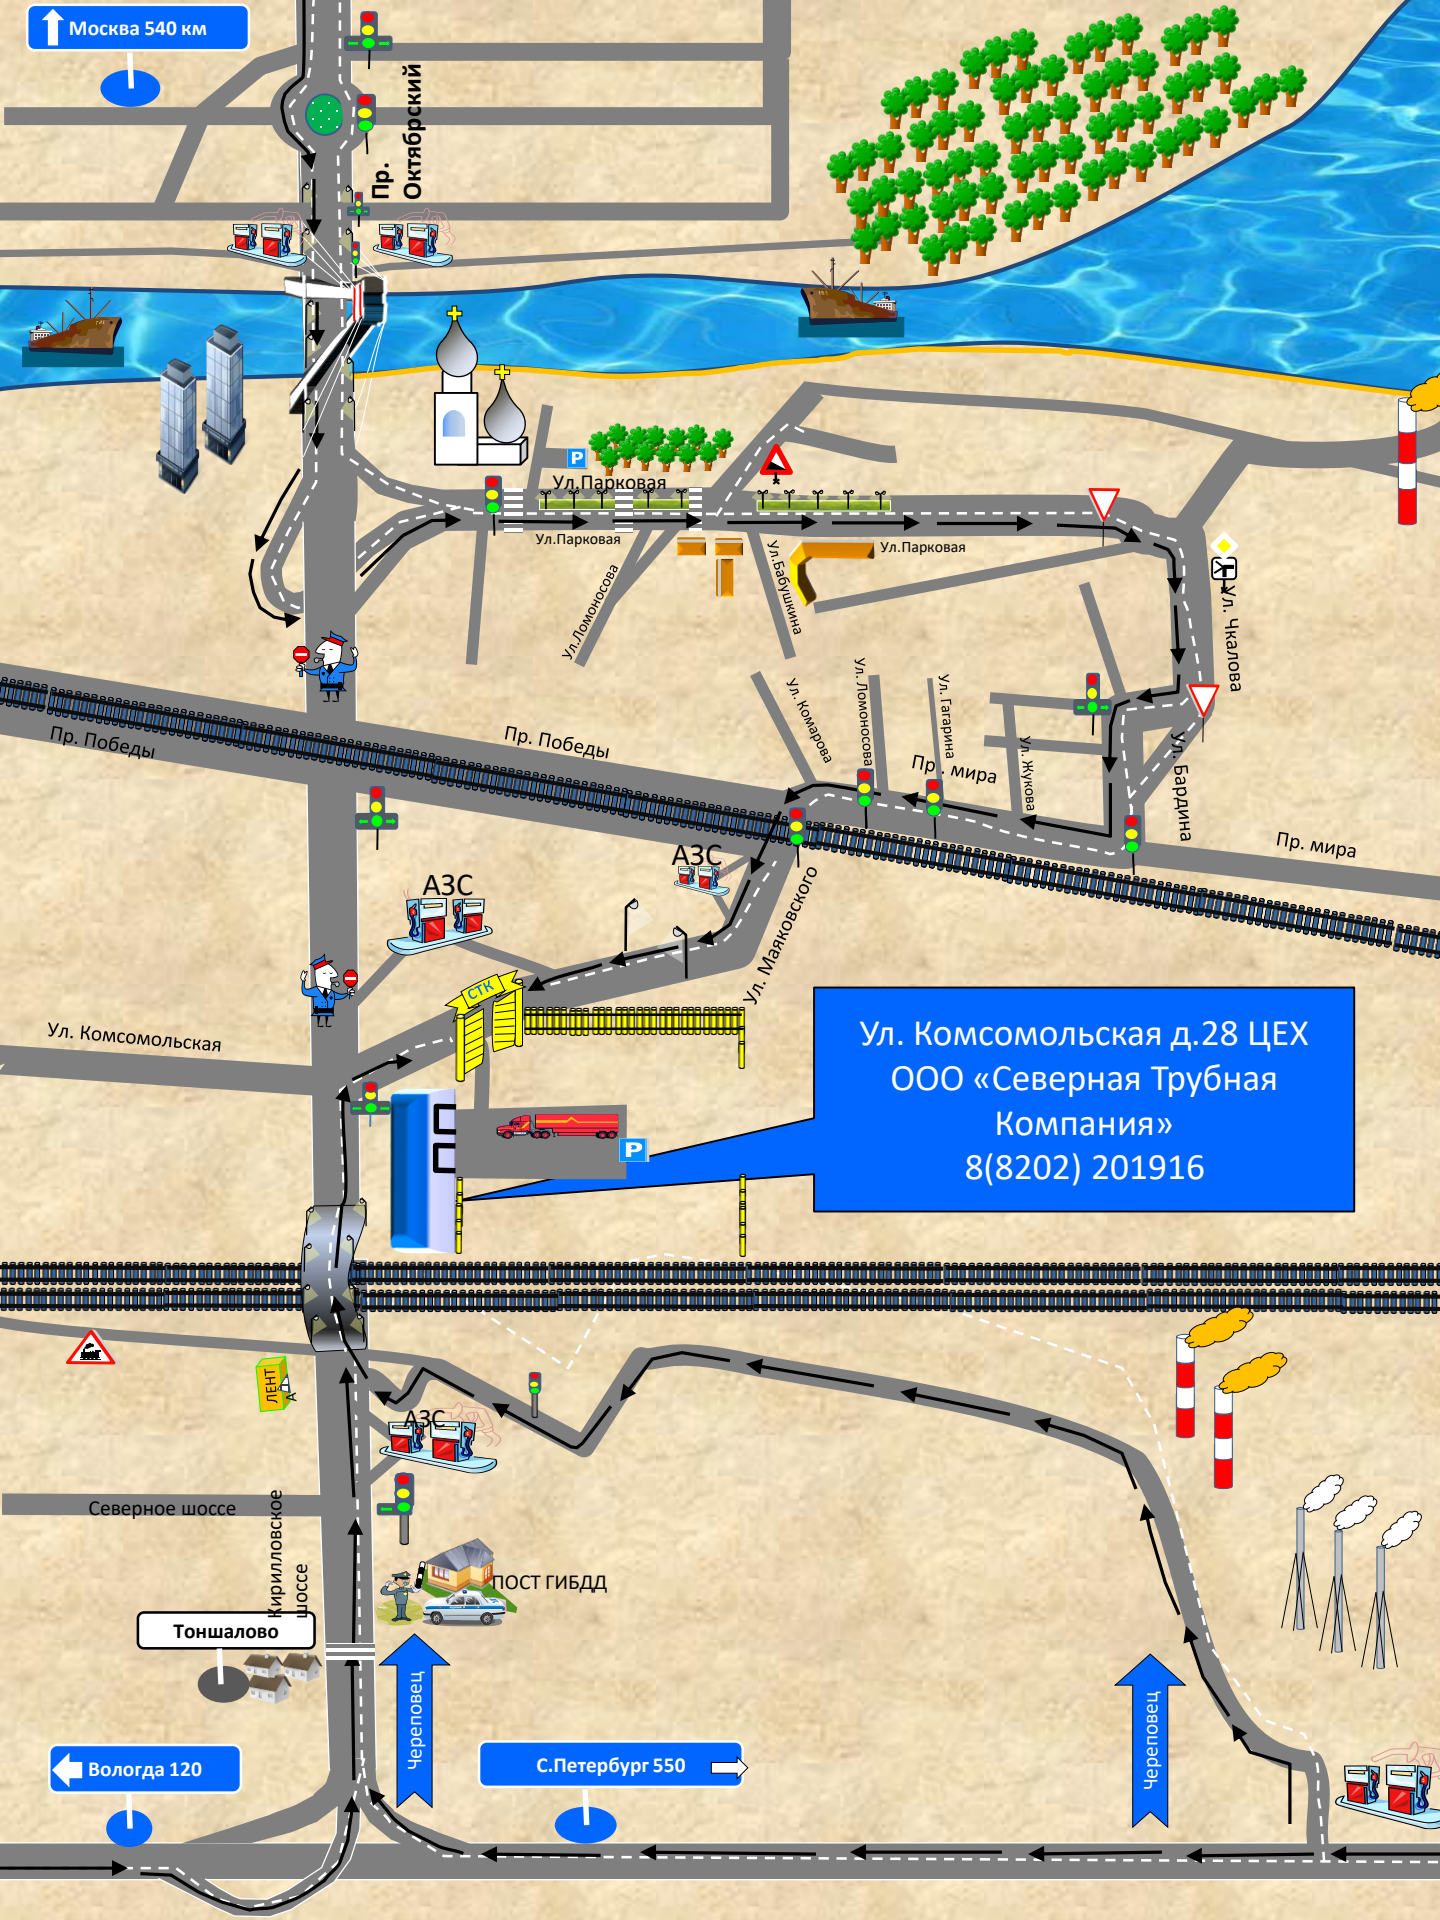 Москва 540 км
Пр.
Октябрский
P
Ул.Парковая
Ул.Парковая
Ул.Парковая
Ул.Ломоносова
Ул.Бабушкина
Ул. Чкалова
Пр. Победы
Пр. Победы
Ул. Комарова
Ул. Ломоносова
Ул. Гагарина
Пр. мира
Ул. Жукова
Ул. Бардина
Пр. мира
АЗС
АЗС
Ул. Маяковского
СТК
Ул. Комсомольская
Ул. Комсомольская д.28 ЦЕХ
ООО «Северная Трубная
Компания»
8(8202) 201916
P
ЛЕНТ
А
АЗС
Северное шоссе
Кирилловское
шоссе
ПОСТ ГИБДД
Тоншалово
Череповец
Череповец
Вологда 120
С.Петербург 550